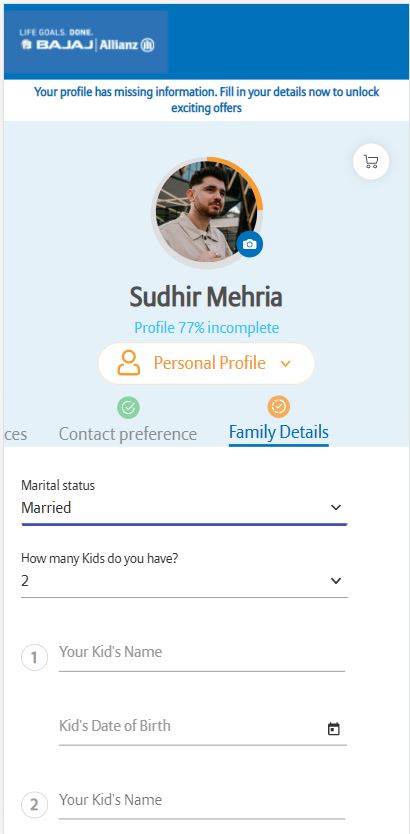 LIFE GOALS. DONE.
BAJAJ | Allianz
Your profile has missing information. Fill in your details now to unlock
exciting offers
Sudhir Mehria
Profile 77% incomplete
Personal Profile
ces Contact preference Family Details
Marital status
Married
How many Kids do you have?
2
1 Your Kid's Name
Kid's Date of Birth
2 Your Kid's Name